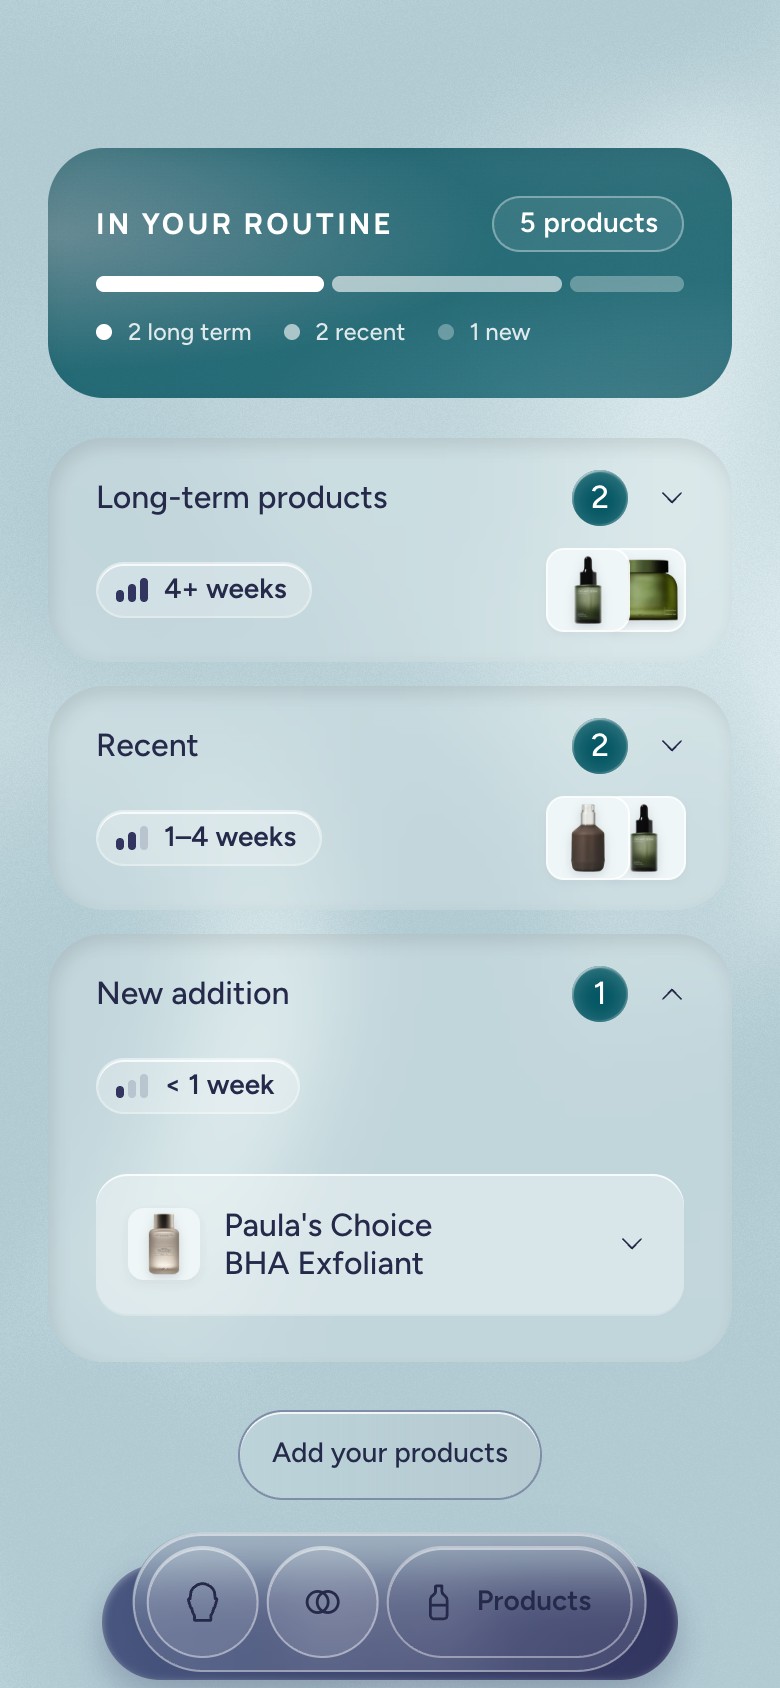 IN YOUR ROUTINE
5 products
2 long term
2 recent
1 new
Long-term products
2
4+ weeks
Recent
2
1–4 weeks
New addition
1
< 1 week
Paula's Choice
BHA Exfoliant
Add your products
Products